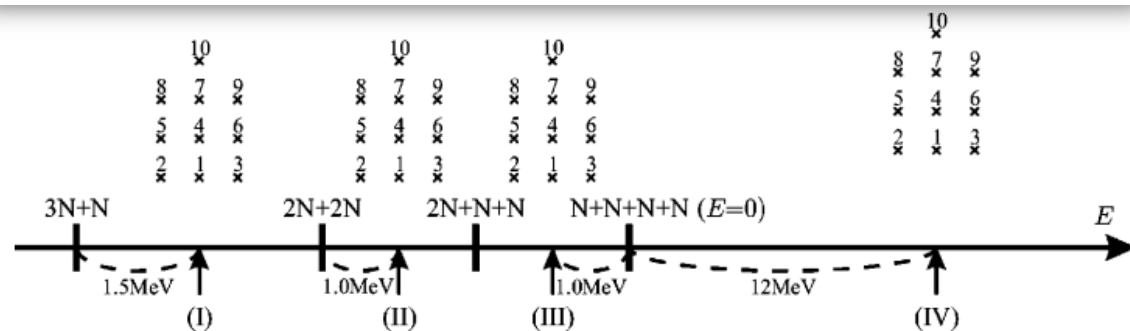 10 10 10 10
8 7 9 8 7 9 8 7 9 8 7 9
5 4 6 5 4 6 5 4 6 5 4 6
2 1 3 2 1 3 2 1 3 2 1 3
3N+N 2N+2N 2N+N+N N+N+N+N (E=0) E
1.5MeV 1.0MeV 1.0MeV 12MeV
(I) (II) (III) (IV)